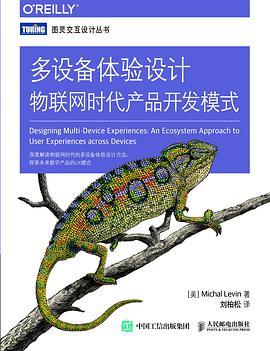 O'REILLY®
TURING 图灵交互设计丛书
多设备体验设计
物联网时代产品开发模式
Designing Multi-Device Experiences: An Ecosystem Approach to
User Experiences across Devices
深度解读物联网时代的多设备体验设计方法,
探索未来数字产品的UX模式
[美] Michal Levin 著
刘柏松 译
中国工信出版集团
人民邮电出版社